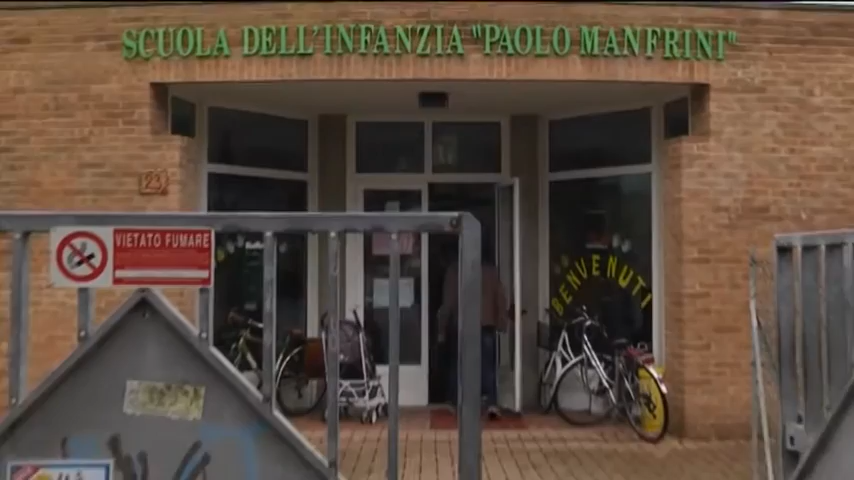 SCUOLA DELL'INFANZIA "PAOLO MANFRINI"
23
VIETATO FUMARE
BENVENUTI